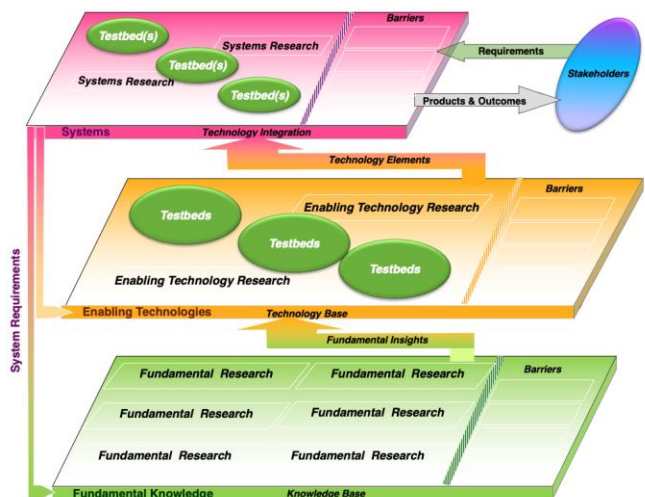 Barriers
Testbed(s)
Systems Research
Testbed(s)
Systems Research
Testbed(s)
Requirements
Stakeholders
Products & Outcomes
Systems
Technology Integration
Technology Elements
Barriers
Testbeds
Enabling Technology Research
Testbeds
Testbeds
Enabling Technology Research
System Requirements
Enabling Technologies
Technology Base
Fundamental Insights
Barriers
Fundamental Research
Fundamental Research
Fundamental Research
Fundamental Research
Fundamental Research
Fundamental Research
Fundamental Knowledge
Knowledge Base